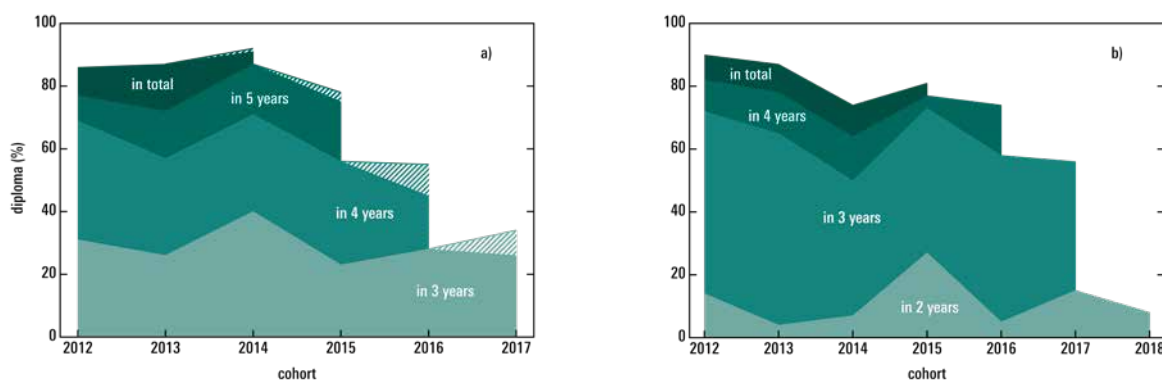 a)
100
80
60
40
20
0
diploma (%)
in total
in 5 years
in 4 years
in 3 years
2012 2013 2014 2015 2016 2017
cohort
b)
100
80
60
40
20
0
in total
in 4 years
in 3 years
in 2 years
2012 2013 2014 2015 2016 2017 2018
cohort